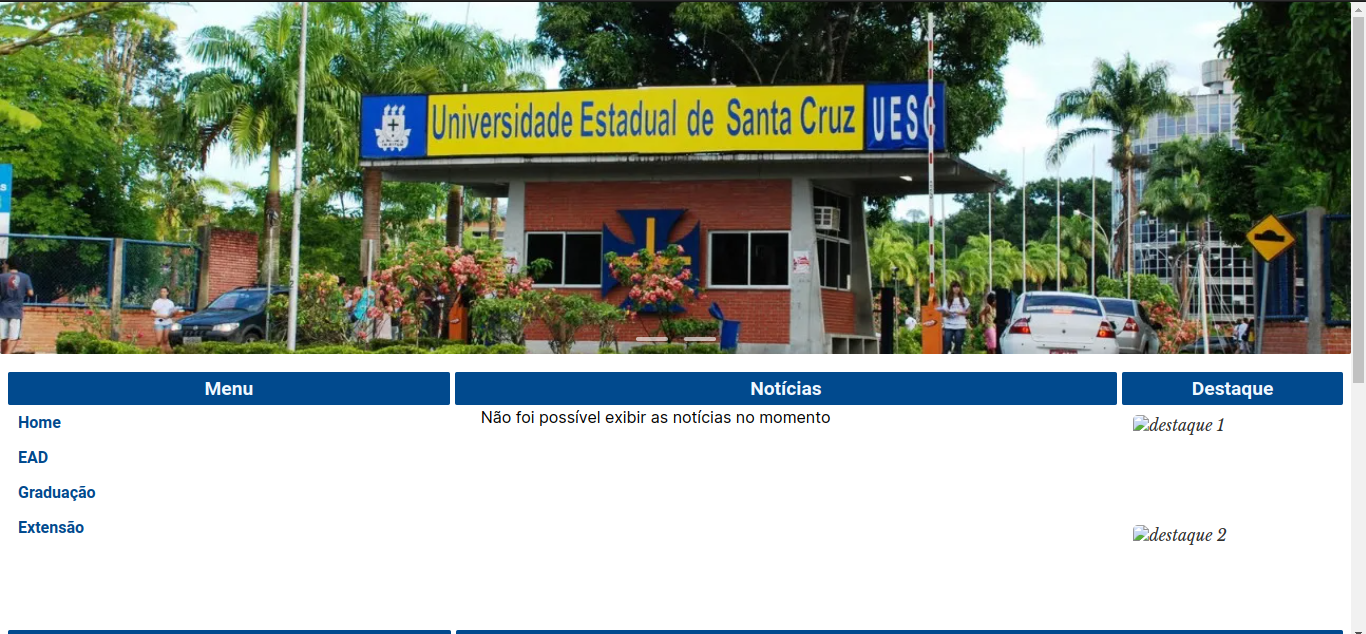 Universidade Estadual de Santa Cruz UESC
Menu
Notícias
Destaque
Home
EAD
Graduação
Extensão
Não foi possível exibir as notícias no momento
destaque 1
destaque 2